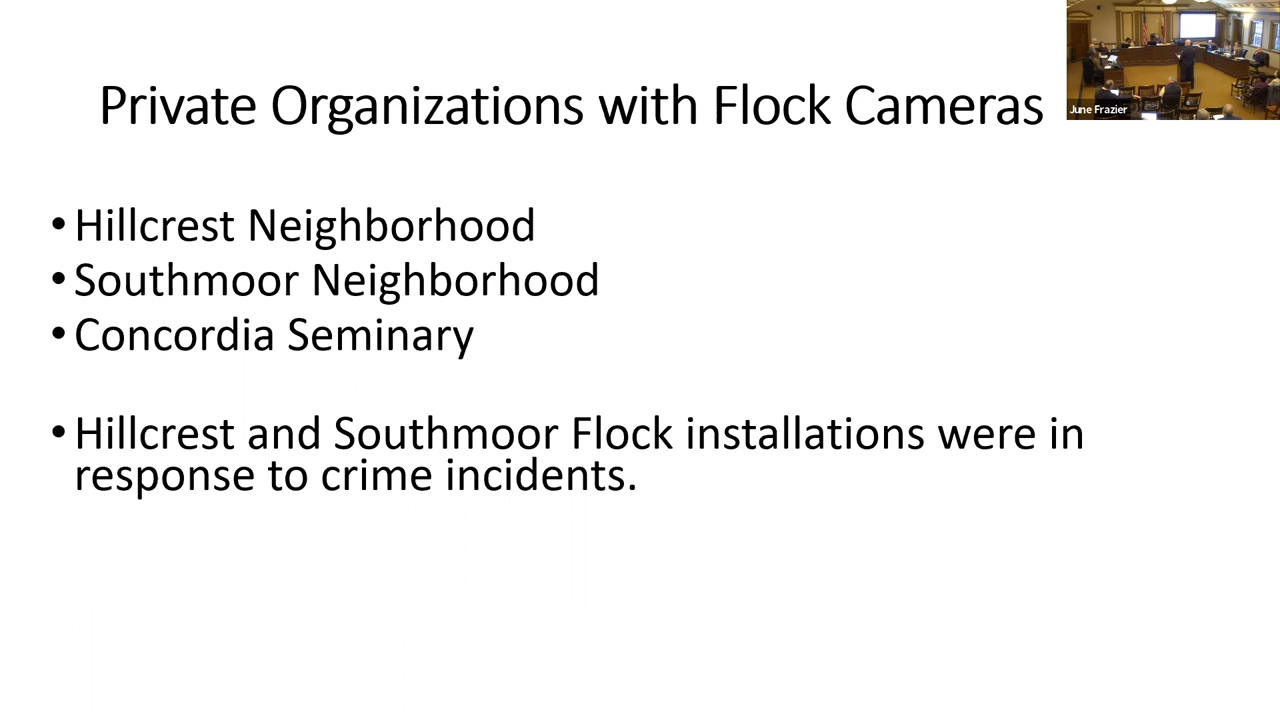 Private Organizations with Flock Cameras
June Frazier
• Hillcrest Neighborhood
• Southmoor Neighborhood
• Concordia Seminary
• Hillcrest and Southmoor Flock installations were in
response to crime incidents.